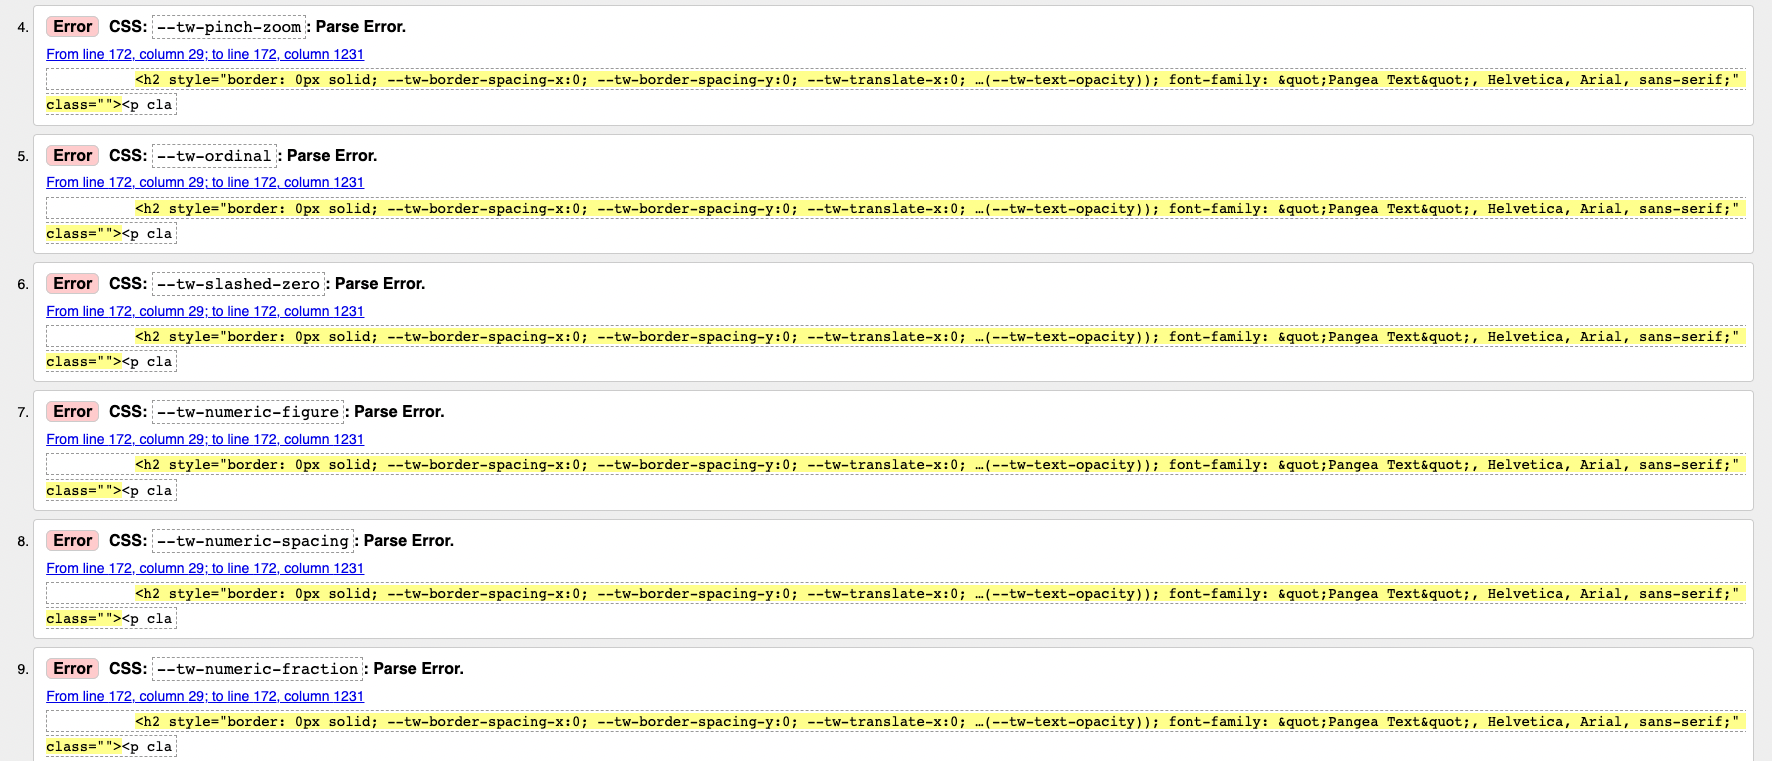 4. Error CSS: --tw-pinch-zoom: Parse Error.
From line 172, column 29; to line 172, column 1231
<h2 style="border: 0px solid; --tw-border-spacing-x:0; --tw-border-spacing-y:0; --tw-translate-x:0; …(--tw-text-opacity)); font-family: &quot;Pangea Text&quot;, Helvetica, Arial, sans-serif;"
class=""><p cla
5. Error CSS: --tw-ordinal: Parse Error.
From line 172, column 29; to line 172, column 1231
<h2 style="border: 0px solid; --tw-border-spacing-x:0; --tw-border-spacing-y:0; --tw-translate-x:0; …(--tw-text-opacity)); font-family: &quot;Pangea Text&quot;, Helvetica, Arial, sans-serif;"
class=""><p cla
6. Error CSS: --tw-slashed-zero: Parse Error.
From line 172, column 29; to line 172, column 1231
<h2 style="border: 0px solid; --tw-border-spacing-x:0; --tw-border-spacing-y:0; --tw-translate-x:0; …(--tw-text-opacity)); font-family: &quot;Pangea Text&quot;, Helvetica, Arial, sans-serif;"
class=""><p cla
7. Error CSS: --tw-numeric-figure: Parse Error.
From line 172, column 29; to line 172, column 1231
<h2 style="border: 0px solid; --tw-border-spacing-x:0; --tw-border-spacing-y:0; --tw-translate-x:0; …(--tw-text-opacity)); font-family: &quot;Pangea Text&quot;, Helvetica, Arial, sans-serif;"
class=""><p cla
8. Error CSS: --tw-numeric-spacing: Parse Error.
From line 172, column 29; to line 172, column 1231
<h2 style="border: 0px solid; --tw-border-spacing-x:0; --tw-border-spacing-y:0; --tw-translate-x:0; …(--tw-text-opacity)); font-family: &quot;Pangea Text&quot;, Helvetica, Arial, sans-serif;"
class=""><p cla
9. Error CSS: --tw-numeric-fraction: Parse Error.
From line 172, column 29; to line 172, column 1231
<h2 style="border: 0px solid; --tw-border-spacing-x:0; --tw-border-spacing-y:0; --tw-translate-x:0; …(--tw-text-opacity)); font-family: &quot;Pangea Text&quot;, Helvetica, Arial, sans-serif;"
class=""><p cla